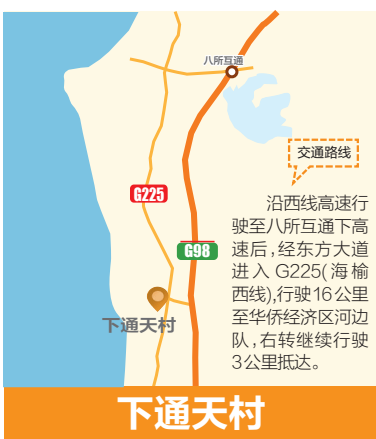 八所互通
交通路线
G225
沿西线高速行
驶至八所互通下高
速后,经东方大道
进入 G225(海榆
西线),行驶16公里
至华侨经济区河边
队,右转继续行驶
3公里抵达。
G98
下通天村
下通天村